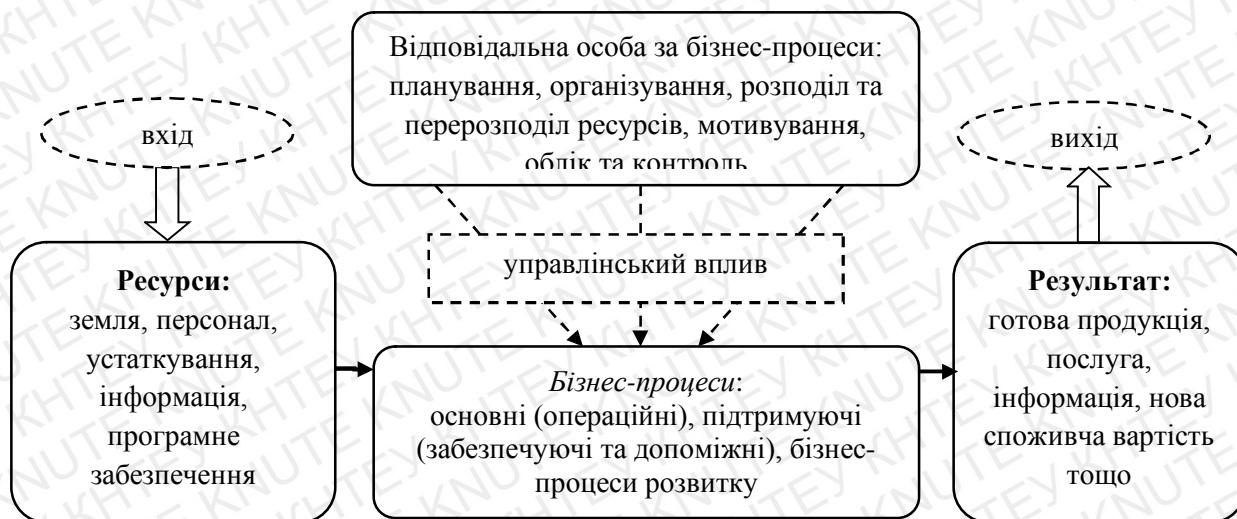 Відповідальна особа за бізнес-процеси:
планування, організування, розподіл та
перерозподіл ресурсів, мотивування,
облік та контроль
вхід
вихід
управлінський вплив
Ресурси:
земля, персонал,
устаткування,
інформація,
програмне
забезпечення
Бізнес-процеси:
основні (операційні), підтримуючі
(забезпечуючі та допоміжні), бізнес-
процеси розвитку
Результат:
готова продукція,
послуга,
інформація, нова
споживча вартість
тощо